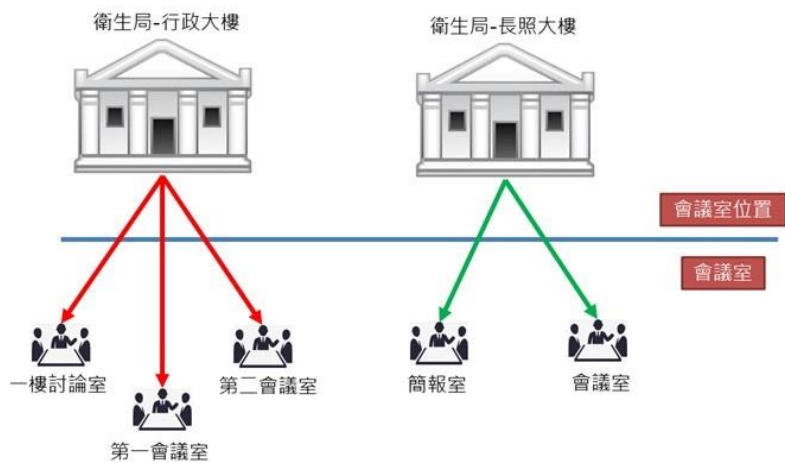 衛生局-行政大樓
衛生局-長照大樓
會議室位置
會議室
一樓討論室
第一會議室
第二會議室
簡報室
會議室